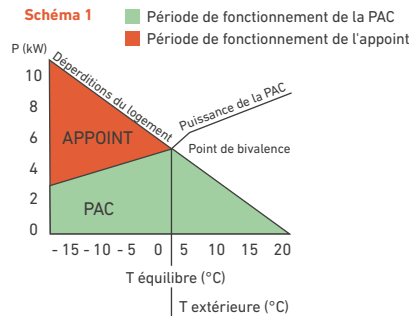 Schéma 1
Période de fonctionnement de la PAC
Période de fonctionnement de l'appoint
P (kW)
10
8
6
4
2
0
Déperditions du logement
Puissance de la PAC
APPOINT
Point de bivalence
PAC
- 15 - 10 - 5 0 5 10 15 20
T équilibre (°C)
T extérieure (°C)